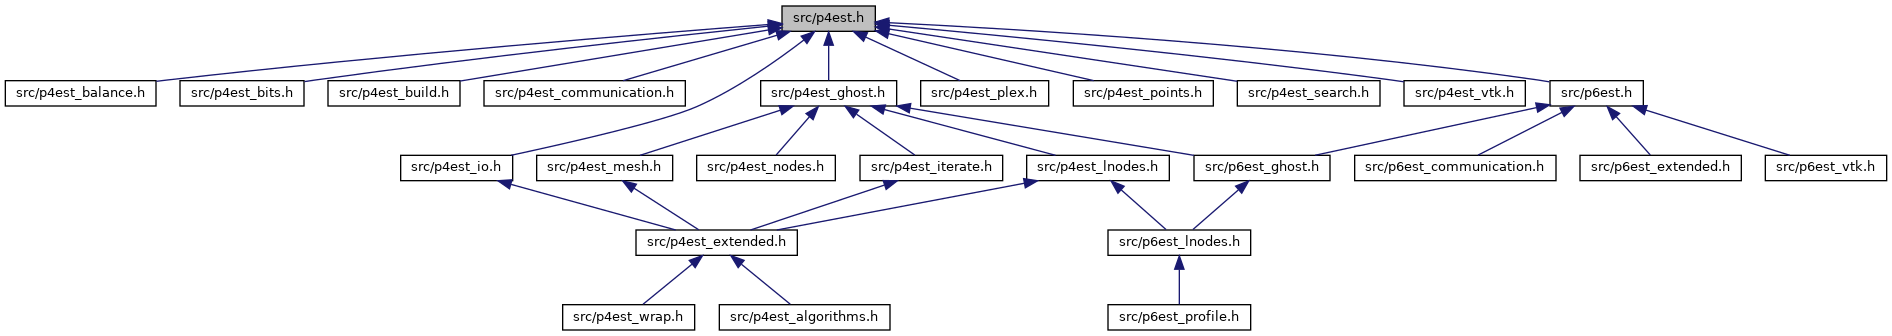 src/p4est.h
src/p4est_balance.h
src/p4est_bits.h
src/p4est_build.h
src/p4est_communication.h
src/p4est_ghost.h
src/p4est_plex.h
src/p4est_points.h
src/p4est_search.h
src/p4est_vtk.h
src/p6est.h
src/p4est_io.h
src/p4est_mesh.h
src/p4est_nodes.h
src/p4est_iterate.h
src/p4est_lnodes.h
src/p6est_ghost.h
src/p6est_communication.h
src/p6est_extended.h
src/p6est_vtk.h
src/p4est_extended.h
src/p6est_lnodes.h
src/p4est_wrap.h
src/p4est_algorithms.h
src/p6est_profile.h